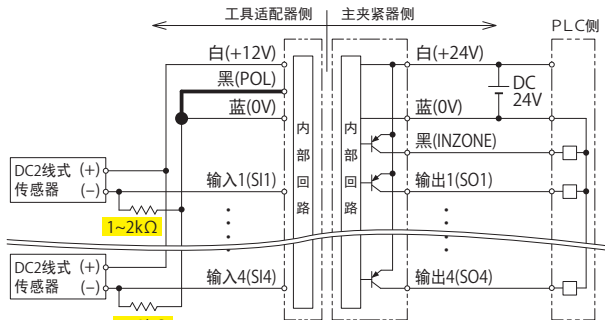 工具适配器侧
主夹紧器侧
PLC侧
白(+12V)
白(+24V)
黑(POL)
DC
24V
蓝(0V)
蓝(0V)
内部回路
内部回路
黑(INZONE)
DC2线式
传感器
(+)
(−)
输入1(SI1)
输出1(SO1)
1~2kΩ
DC2线式
传感器
(+)
(−)
输入4(SI4)
输出4(SO4)